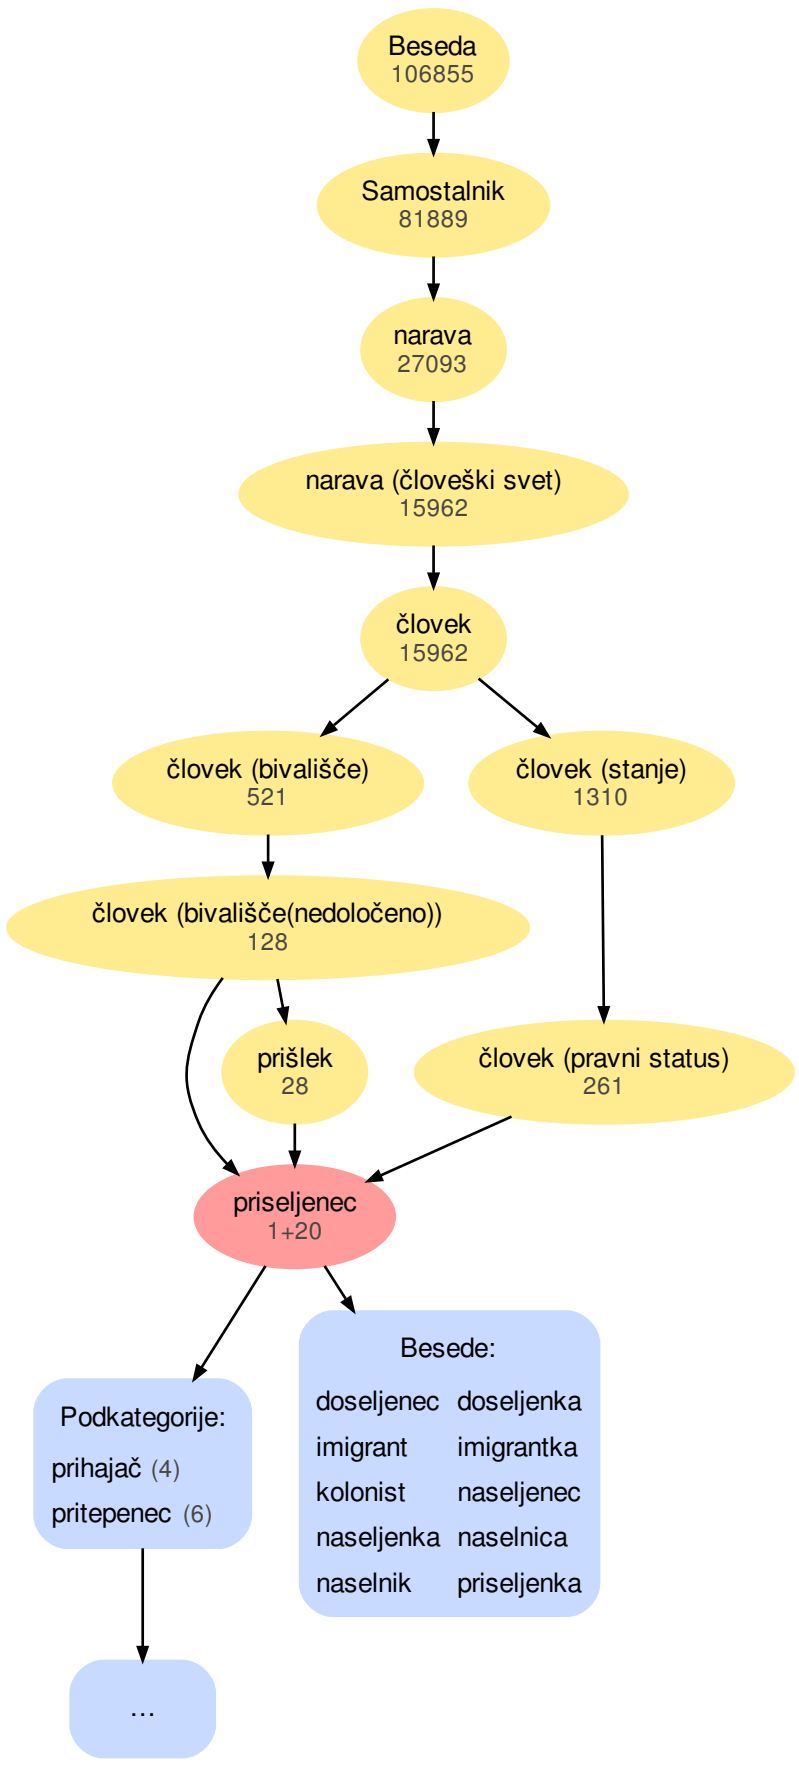 Beseda
106855
Samostalnik
81889
narava
27093
narava (človeški svet)
15962
človek
15962
človek (bivališče)
521
človek (stanje)
1310
človek (bivališče(nedoločeno))
128
prišlek
28
človek (pravni status)
261
priseljenec
1+20
Podkategorije:
prihajač (4)
pritepenec (6)
Besede:
doseljenec doseljenka
imigrant imigrantka
kolonist naseljenec
naseljenka naselnica
naselnik priseljenka
...